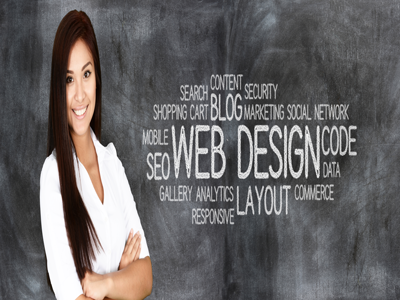 CONTENT
SEARCH SECURITY
SHOPPING CART BLOG MARKETING SOCIAL NETWORK
MOBILE WEB DESIGN CODE
SEO DATA
GALLERY ANALYTICS LAYOUT COMMERCE
RESPONSIVE